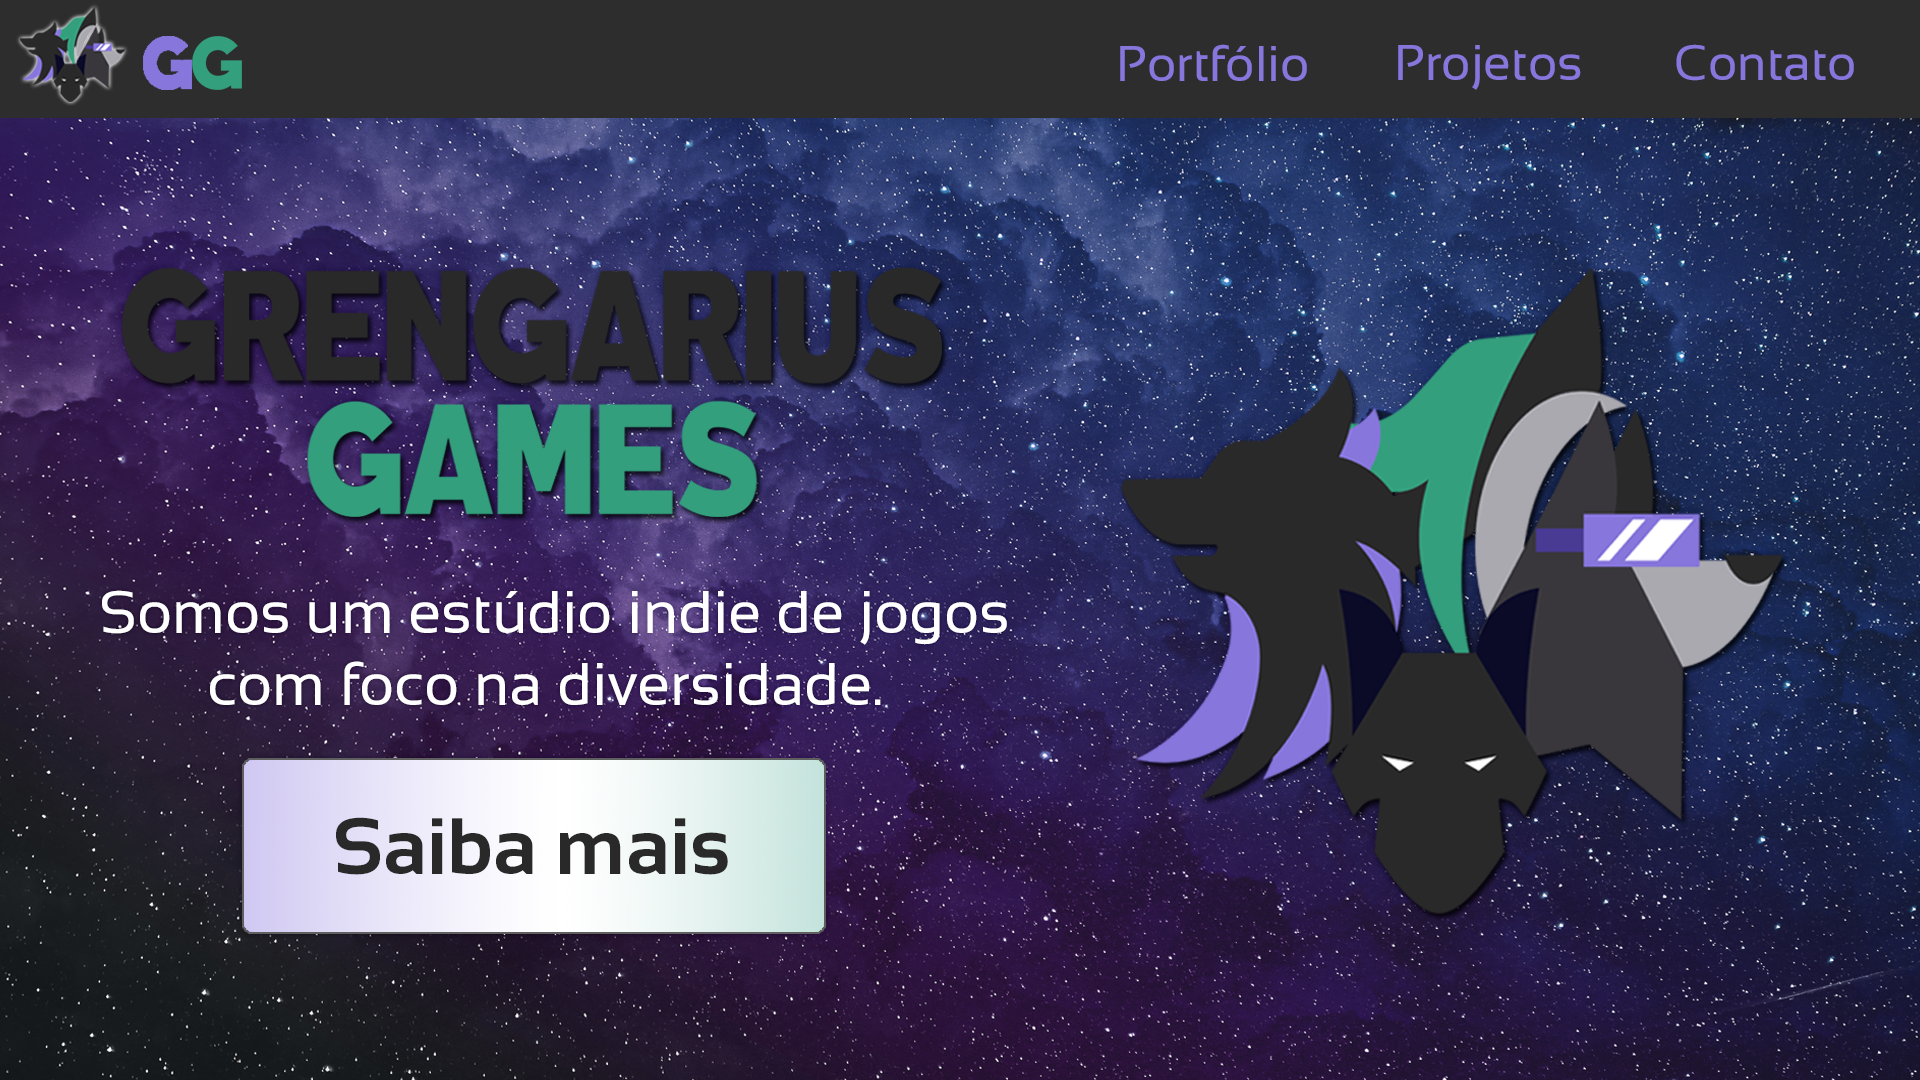 GG
Portfólio Projetos Contato
GRENGARIUS
GAMES
Somos um estúdio indie de jogos
com foco na diversidade.
Saiba mais